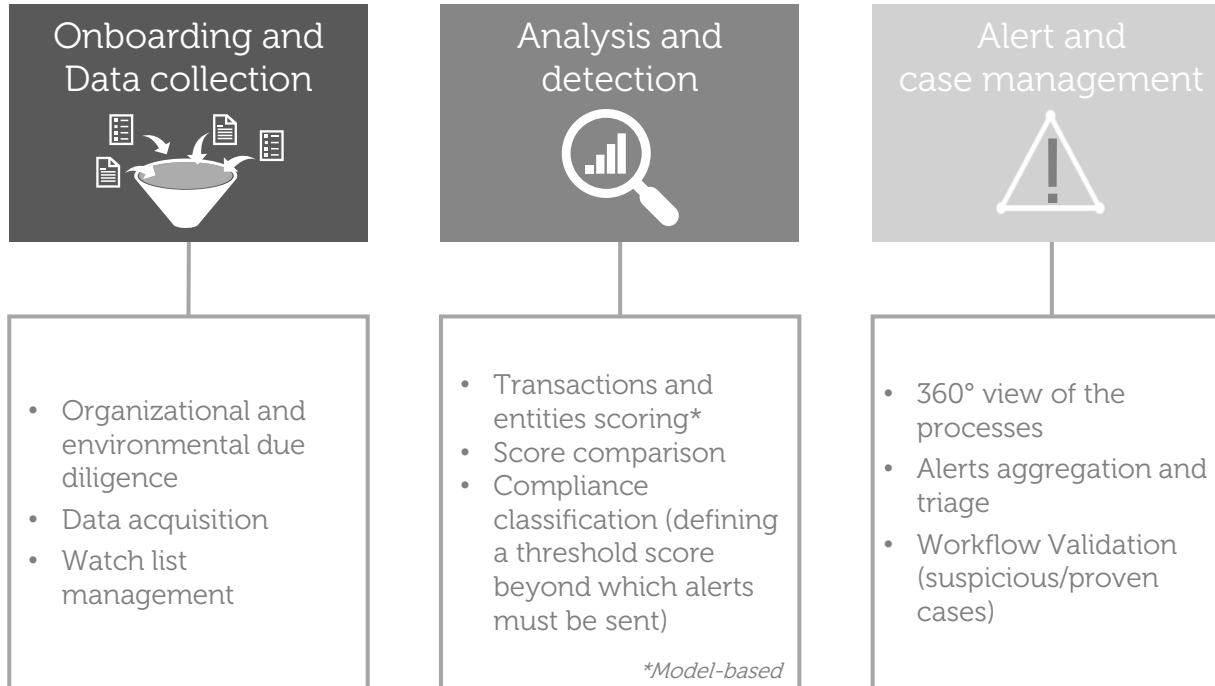 Onboarding and
Data collection
• Organizational and
environmental due
diligence
• Data acquisition
• Watch list
management
Analysis and
detection
• Transactions and
entities scoring*
• Score comparison
• Compliance
classification (defining
a threshold score
beyond which alerts
must be sent)
*Model-based
Alert and
case management
!
• 360° view of the
processes
• Alerts aggregation and
triage
• Workflow Validation
(suspicious/proven
cases)